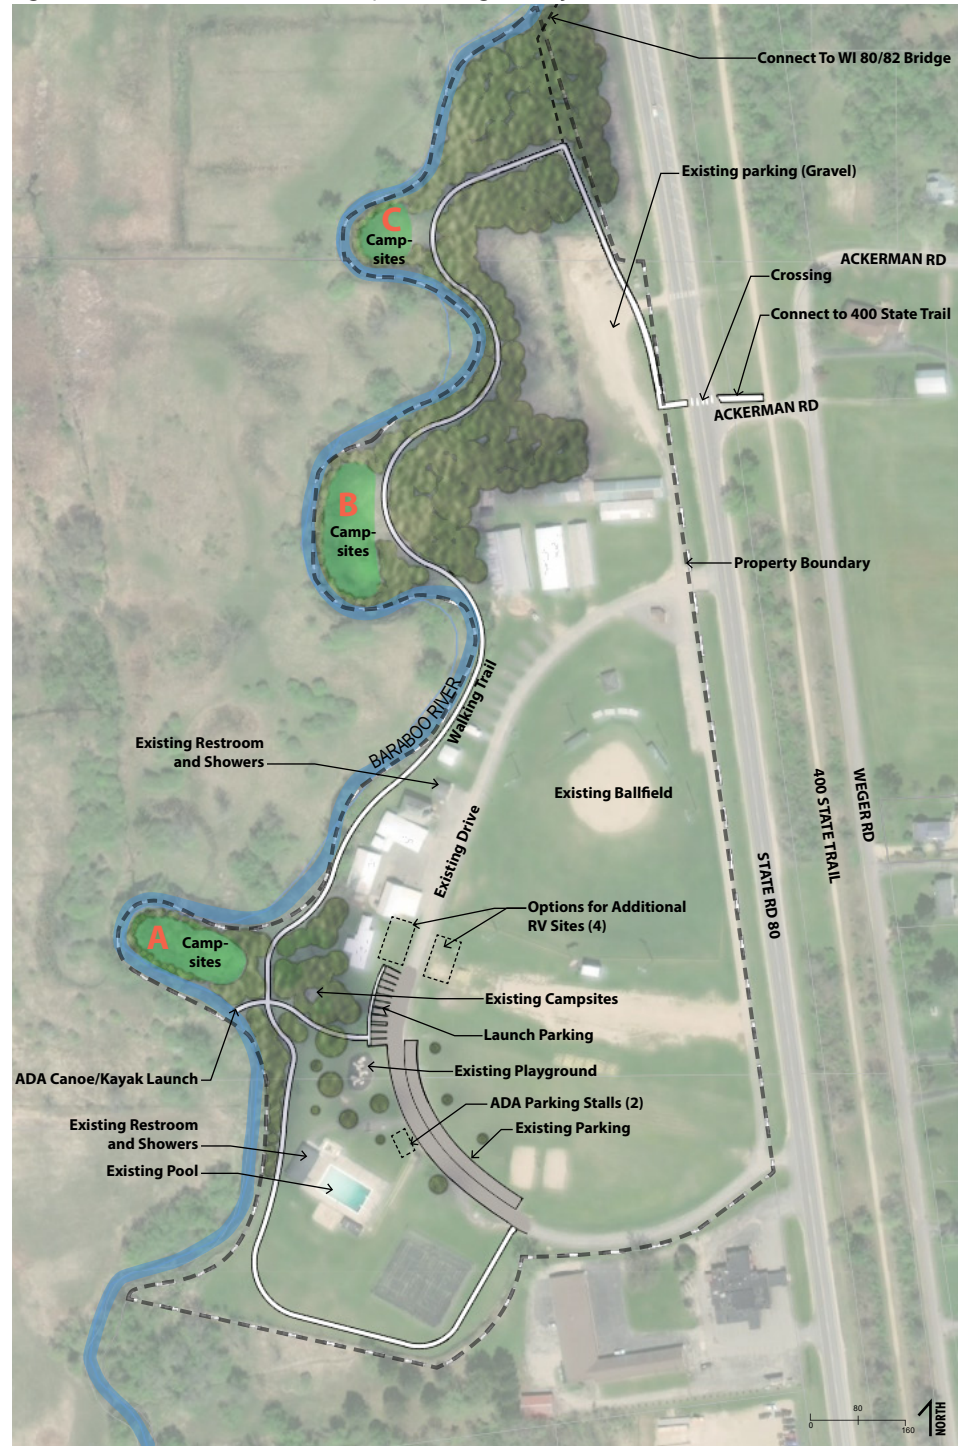 Connect To WI 80/82 Bridge
Existing parking (Gravel)
C
Camp-
sites
ACKERMAN RD
Crossing
Connect to 400 State Trail
ACKERMAN RD
B
Camp-
sites
Property Boundary
BARABOO RIVER
Walking Trail
Existing Restroom
and Showers
Existing Ballfield
Existing Drive
STATE RD 80
400 STATE TRAIL
WEGER RD
Options for Additional
RV Sites (4)
A
Camp-
sites
Existing Campsites
Launch Parking
Existing Playground
ADA Canoe/Kayak Launch
ADA Parking Stalls (2)
Existing Restroom
and Showers
Existing Parking
Existing Pool
80
0
160
NORTH